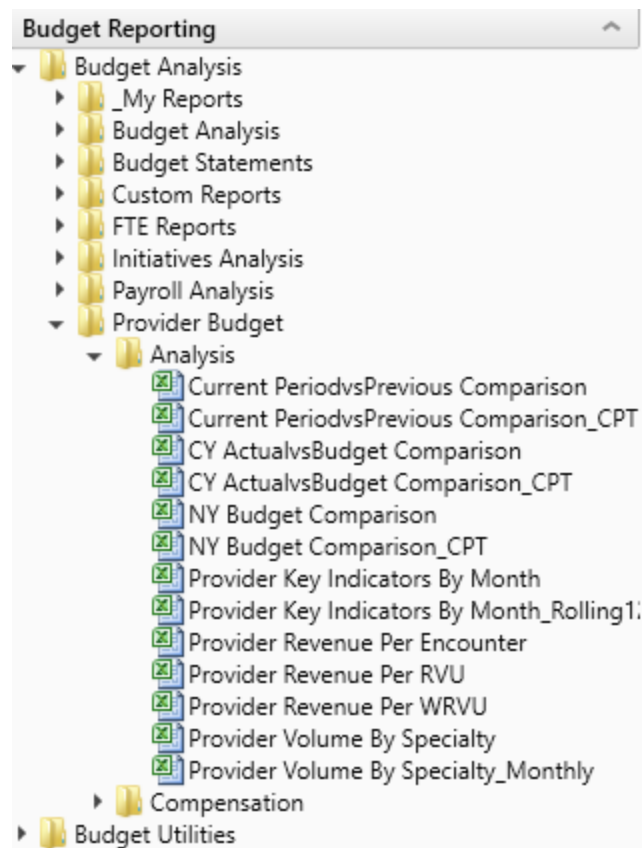 Budget Reporting
Budget Analysis
_My Reports
Budget Analysis
Budget Statements
Custom Reports
FTE Reports
Initiatives Analysis
Payroll Analysis
Provider Budget
Analysis
Current PeriodvsPrevious Comparison
Current PeriodvsPrevious Comparison_CPT
CY ActualvsBudget Comparison
CY ActualvsBudget Comparison_CPT
NY Budget Comparison
NY Budget Comparison_CPT
Provider Key Indicators By Month
Provider Key Indicators By Month_Rolling1
Provider Revenue Per Encounter
Provider Revenue Per RVU
Provider Revenue Per WRVU
Provider Volume By Specialty
Provider Volume By Specialty_Monthly
Compensation
Budget Utilities